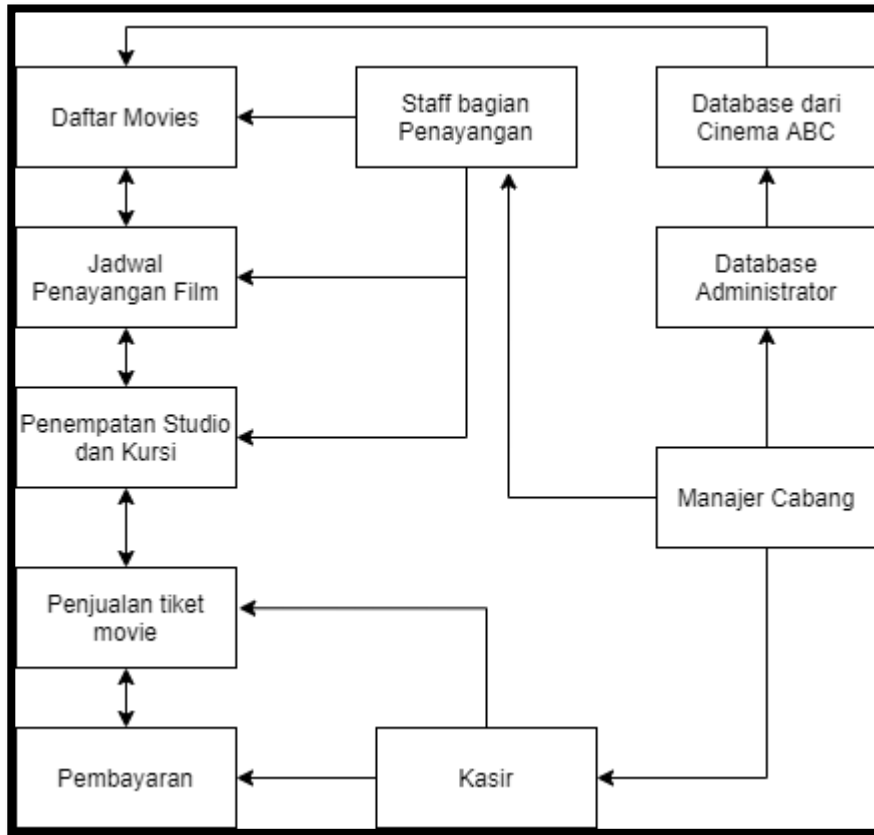 Daftar Movies
Staff bagian
Penayangan
Database dari
Cinema ABC
Jadwal
Penayangan Film
Database
Administrator
Penempatan Studio
dan Kursi
Manajer Cabang
Penjualan tiket
movie
Pembayaran
Kasir